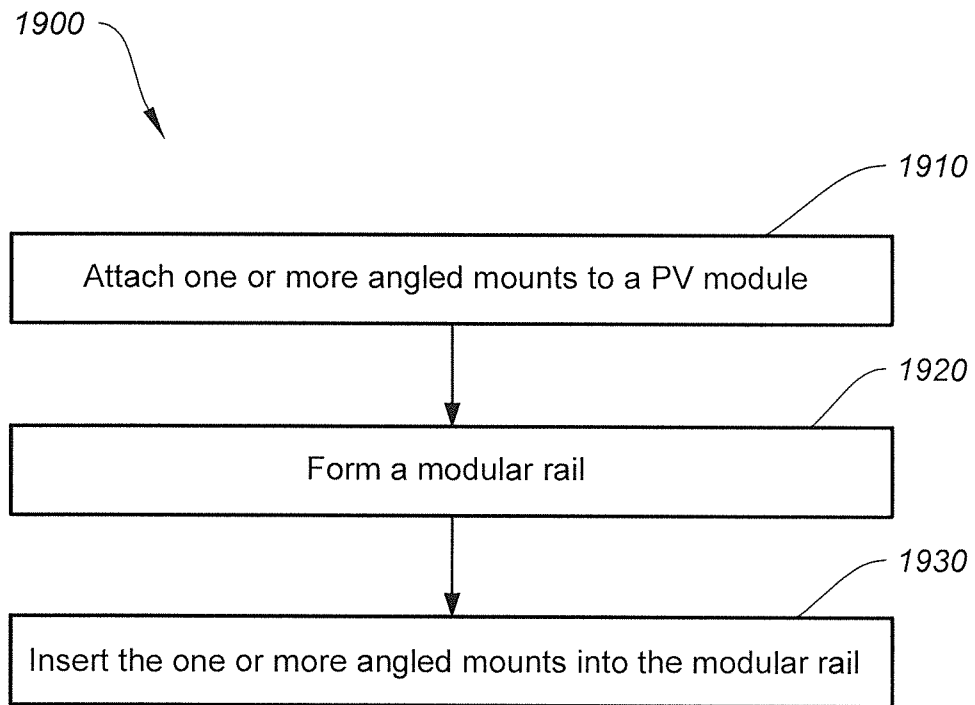 1900
1910
Attach one or more angled mounts to a PV module
1920
Form a modular rail
1930
Insert the one or more angled mounts into the modular rail